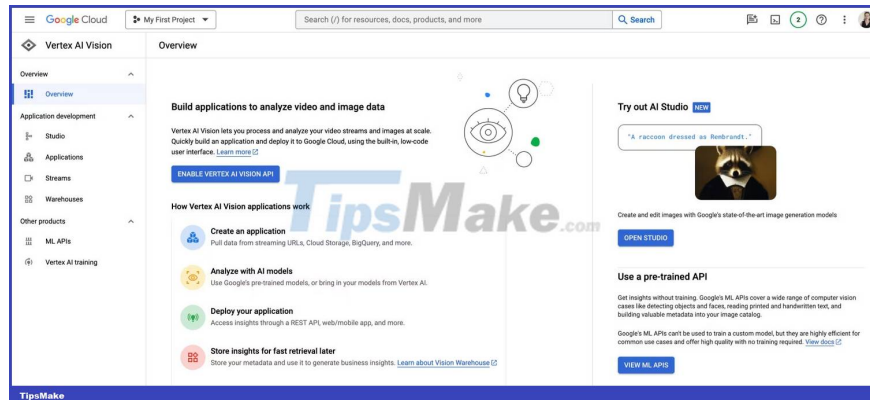 Google Cloud
My First Project
Search (/) for resources, docs, products, and more
Search
2
Vertex AI Vision
Overview
Overview
Overview
Application development
Studio
Applications
Streams
Warehouses
Other products
ML APIs
Vertex AI training
Build applications to analyze video and image data
Vertex AI Vision lets you process and analyze your video streams and images at scale.
Quickly build an application and deploy it to Google Cloud, using the built-in, low-code
user interface. Learn more
ENABLE VERTEX AI VISION API
How Vertex AI Vision applications work
Create an application
Pull data from streaming URLs, Cloud Storage, BigQuery, and more.
Analyze with AI models
Use Google's pre-trained models, or bring in your models from Vertex AI.
Deploy your application
Access insights through a REST API, web/mobile app, and more.
Store insights for fast retrieval later
Store your metadata and use it to generate business insights. Learn about Vision Warehouse
Try out AI Studio NEW
"A raccoon dressed as Rembrandt."
Create and edit images with Google's state-of-the-art image generation models
OPEN STUDIO
Use a pre-trained API
Get insights without training. Google's ML APIs cover a wide range of computer vision
cases like detecting objects and faces, reading printed and handwritten text, and
building valuable metadata into your image catalog.
Google's ML APIs can't be used to train a custom model, but they are highly efficient for
common use cases and offer high quality with no training required. View docs
VIEW ML APIS
TipsMake.com
TipsMake